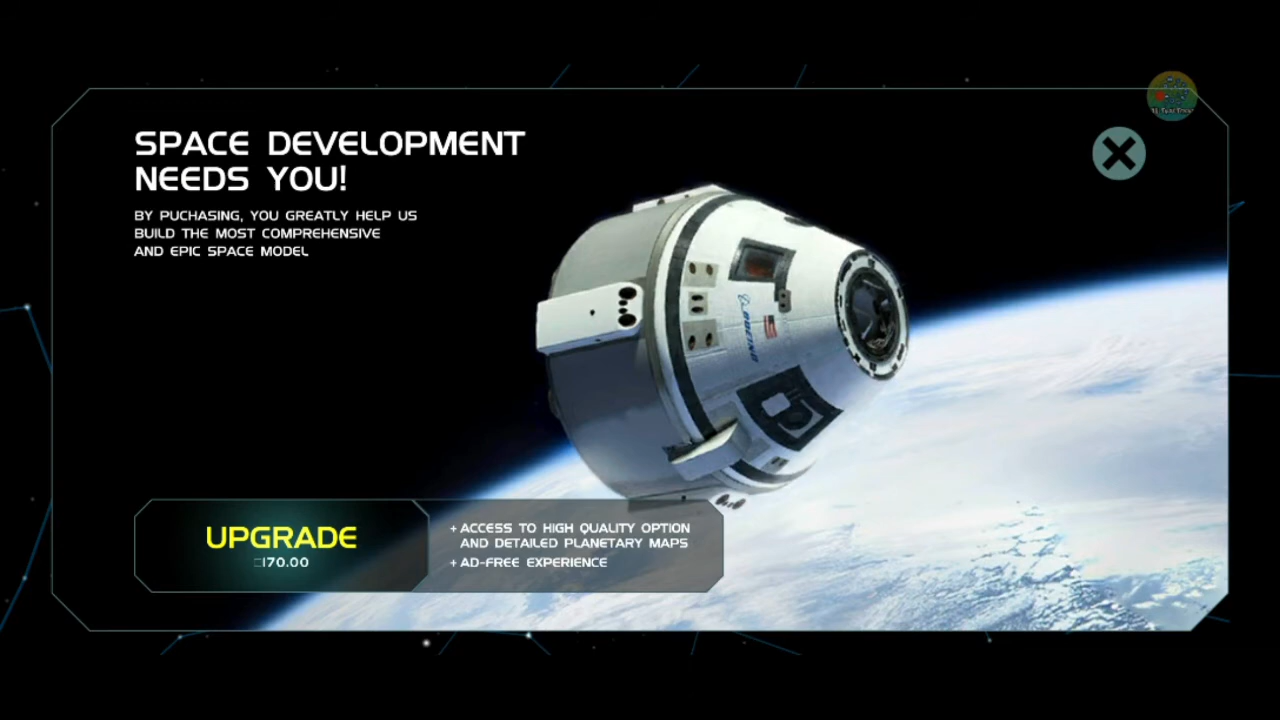 SPACE DEVELOPMENT
NEEDS YOU!
BY PUCHASING, YOU GREATLY HELP US
BUILD THE MOST COMPREHENSIVE
AND EPIC SPACE MODEL
BOEING
UPGRADE
□170.00
+ ACCESS TO HIGH QUALITY OPTION
AND DETAILED PLANETARY MAPS
+ AD-FREE EXPERIENCE